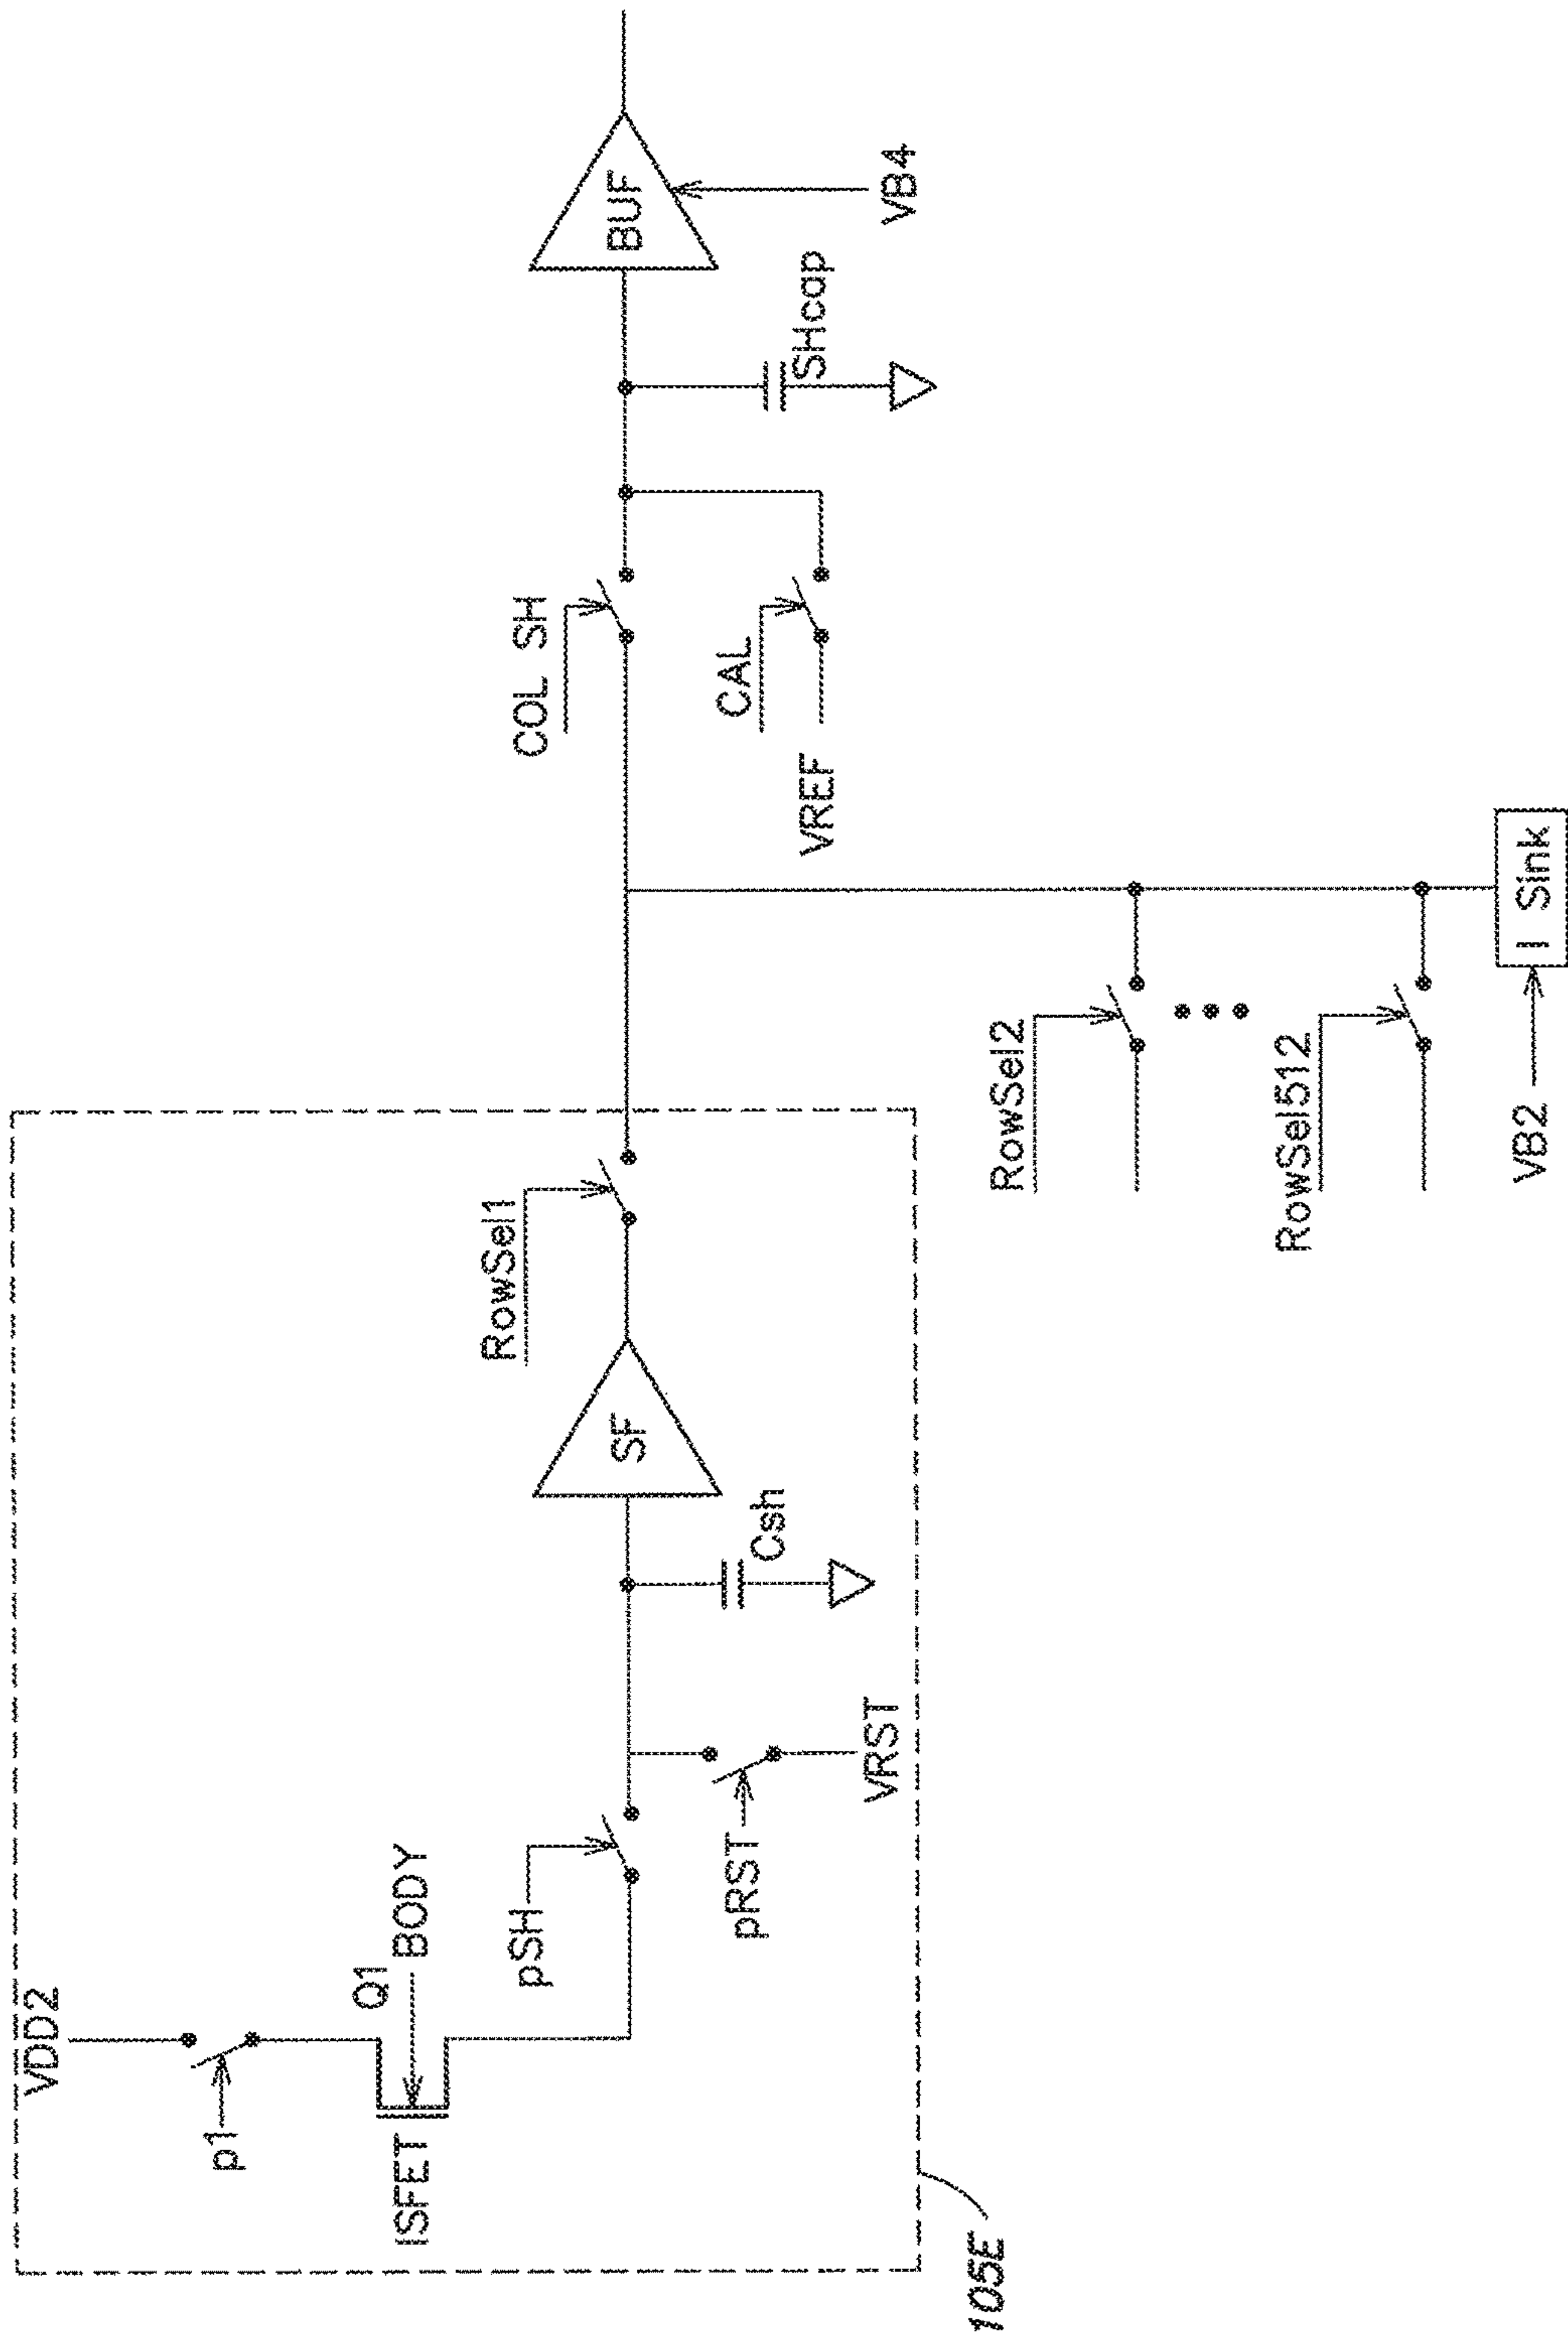 VDD2
p1
Q1
BODY
ISFET
pSH
pRST
VRST
Csh
SF
RowSel1
105E
RowSel2
RowSel512
VB2
I Sink
COL SH
CAL
VREF
SHcap
BUF
VB4